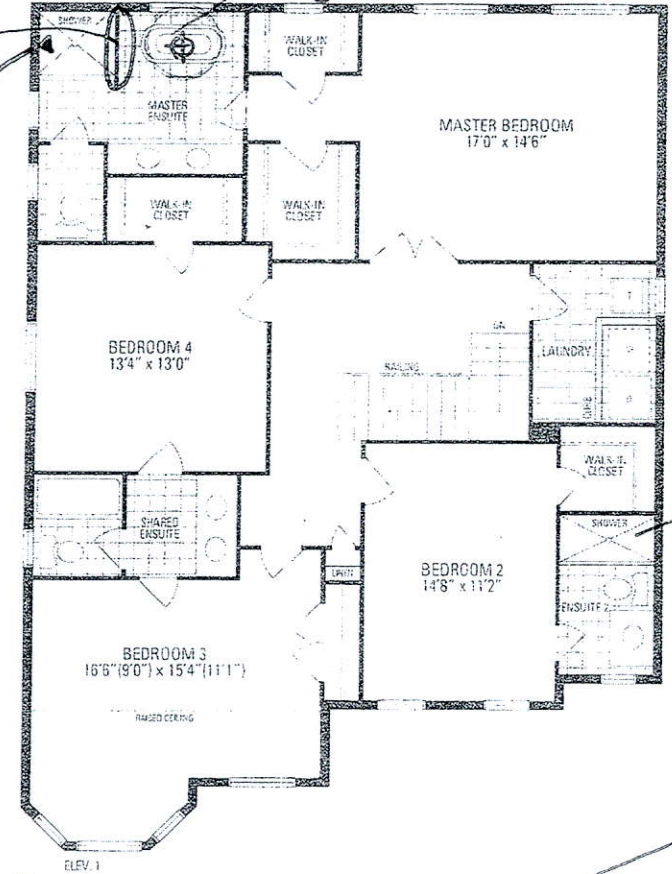 SHOWER
WALK-IN
CLOSET
MASTER
ENSUITE
MASTER BEDROOM
17'0" x 14'6"
WALK-IN
CLOSET
WALK-IN
CLOSET
BEDROOM 4
13'4" x 13'0"
DN
RAILING
LAUNDRY
CURB
T
WALK-IN
CLOSET
SHARED
ENSUITE
SHOWER
LINEN
BEDROOM 2
14'8" x 11'2"
ENSUITE 2
BEDROOM 3
16'6"(9'0") x 15'4"(11'1")
RAISED CEILING
ELEV. 1